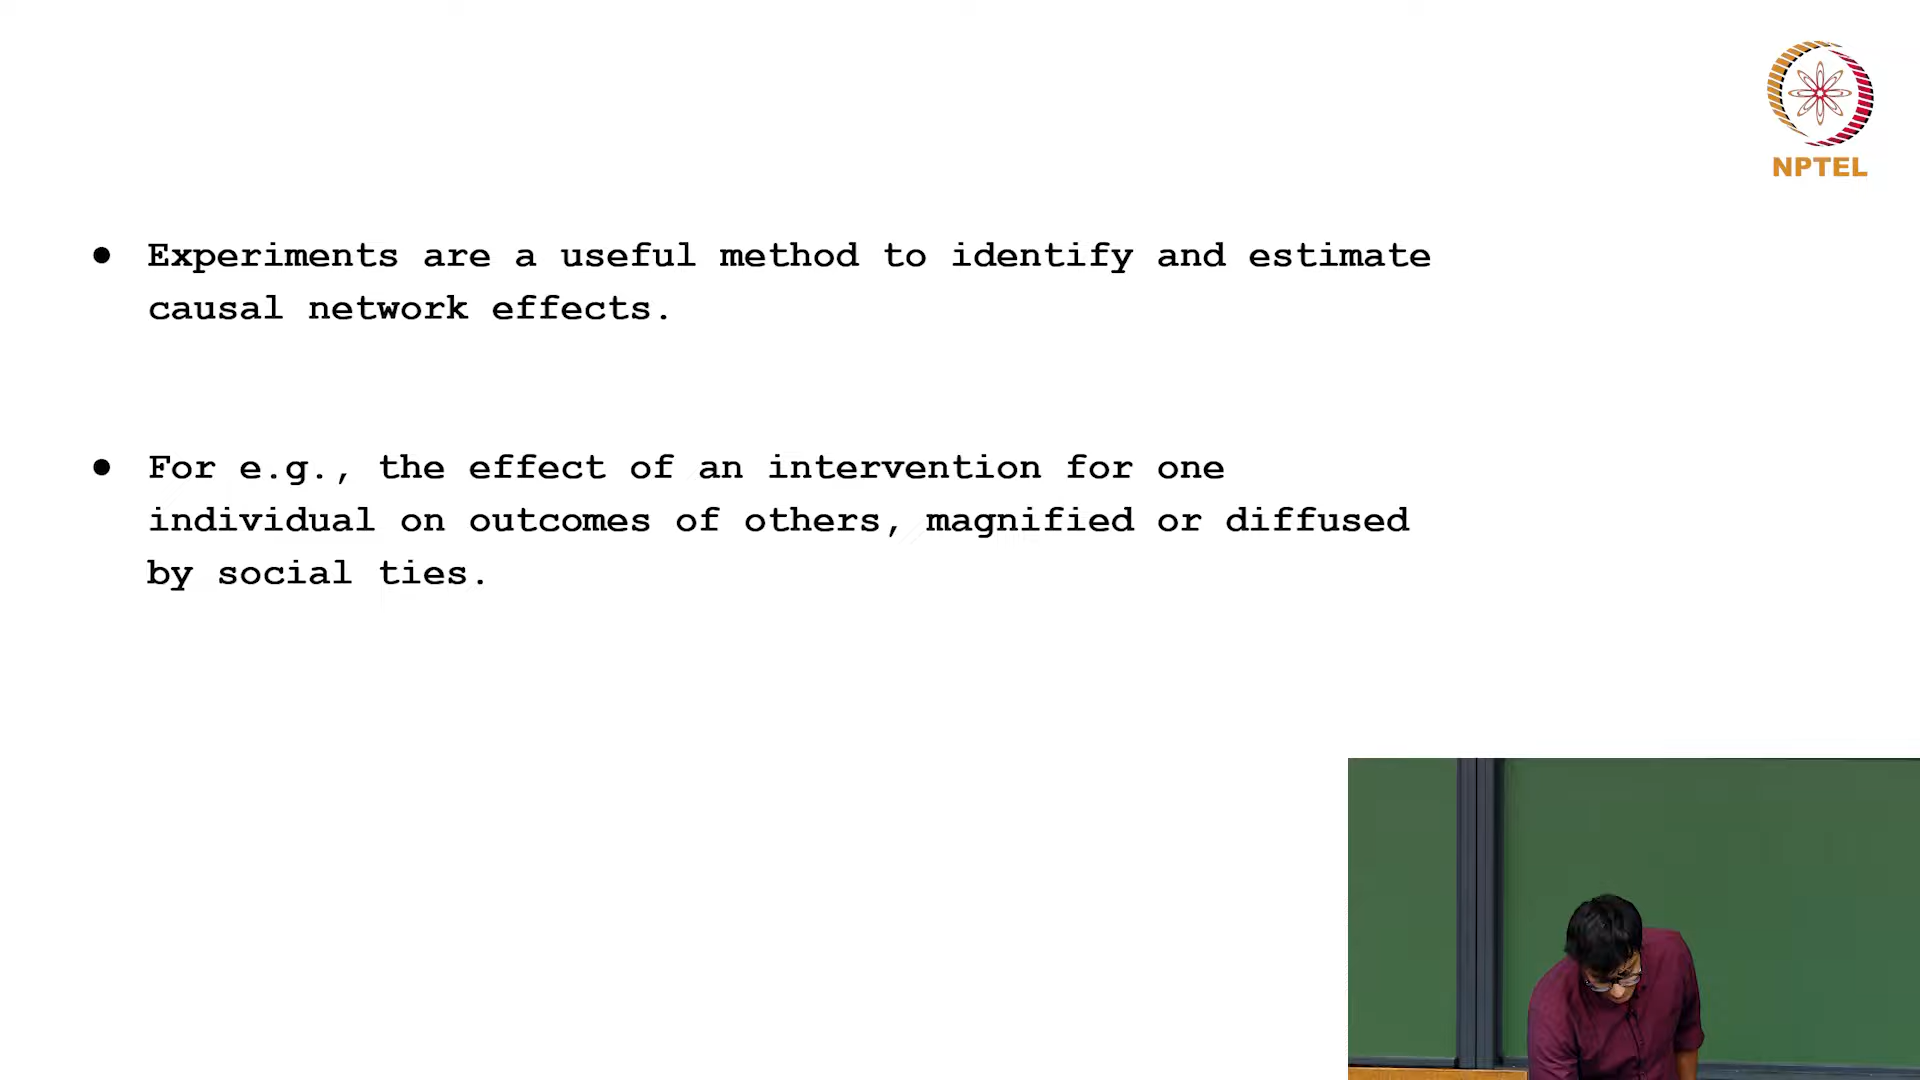 NPTEL
● Experiments are a useful method to identify and estimate
causal network effects.
● For e.g., the effect of an intervention for one
individual on outcomes of others, magnified or diffused
by social ties.